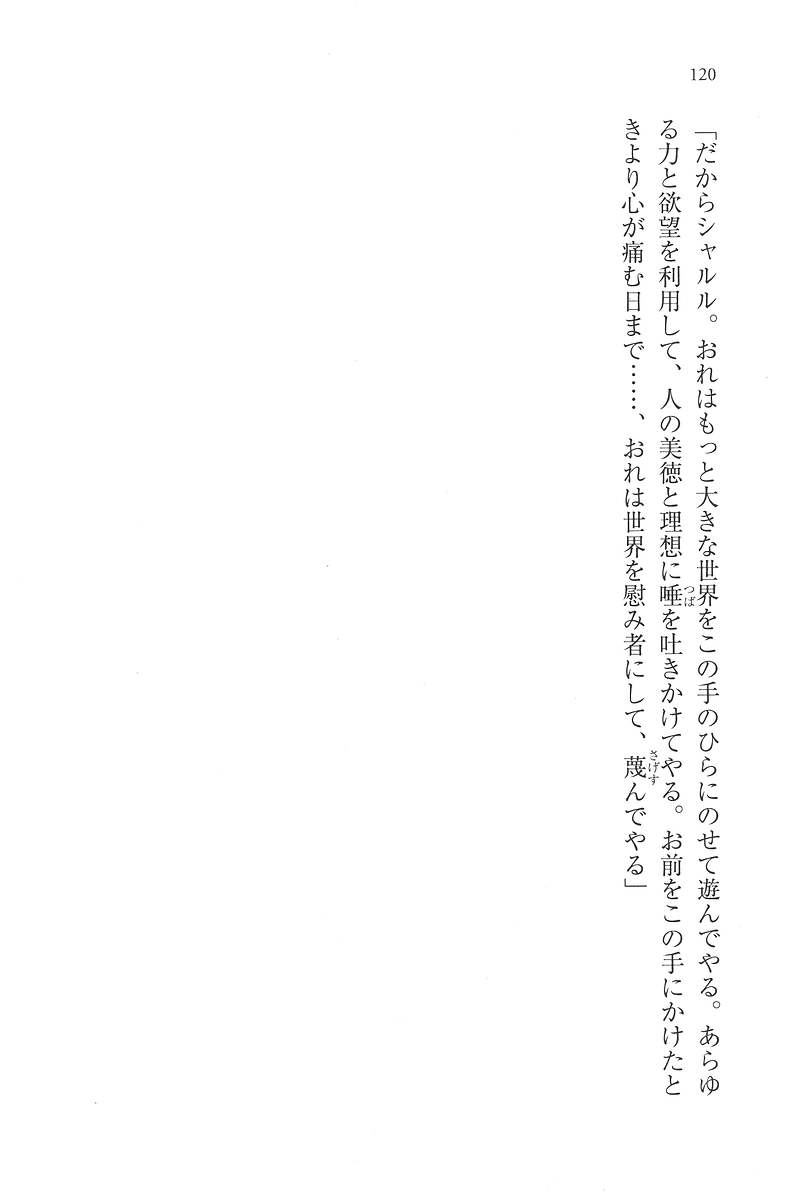 120
「だからシャルル。おれはもっと大きな世界をこの手のひらにのせて遊んでやる。あらゆ
る力と欲望を利用して、人の美徳と理想に唾を吐きかけてやる。お前をこの手にかけたと
つば
きより心が痛む日まで……、おれは世界を慰み者にして、蔑んでやる」
さげす